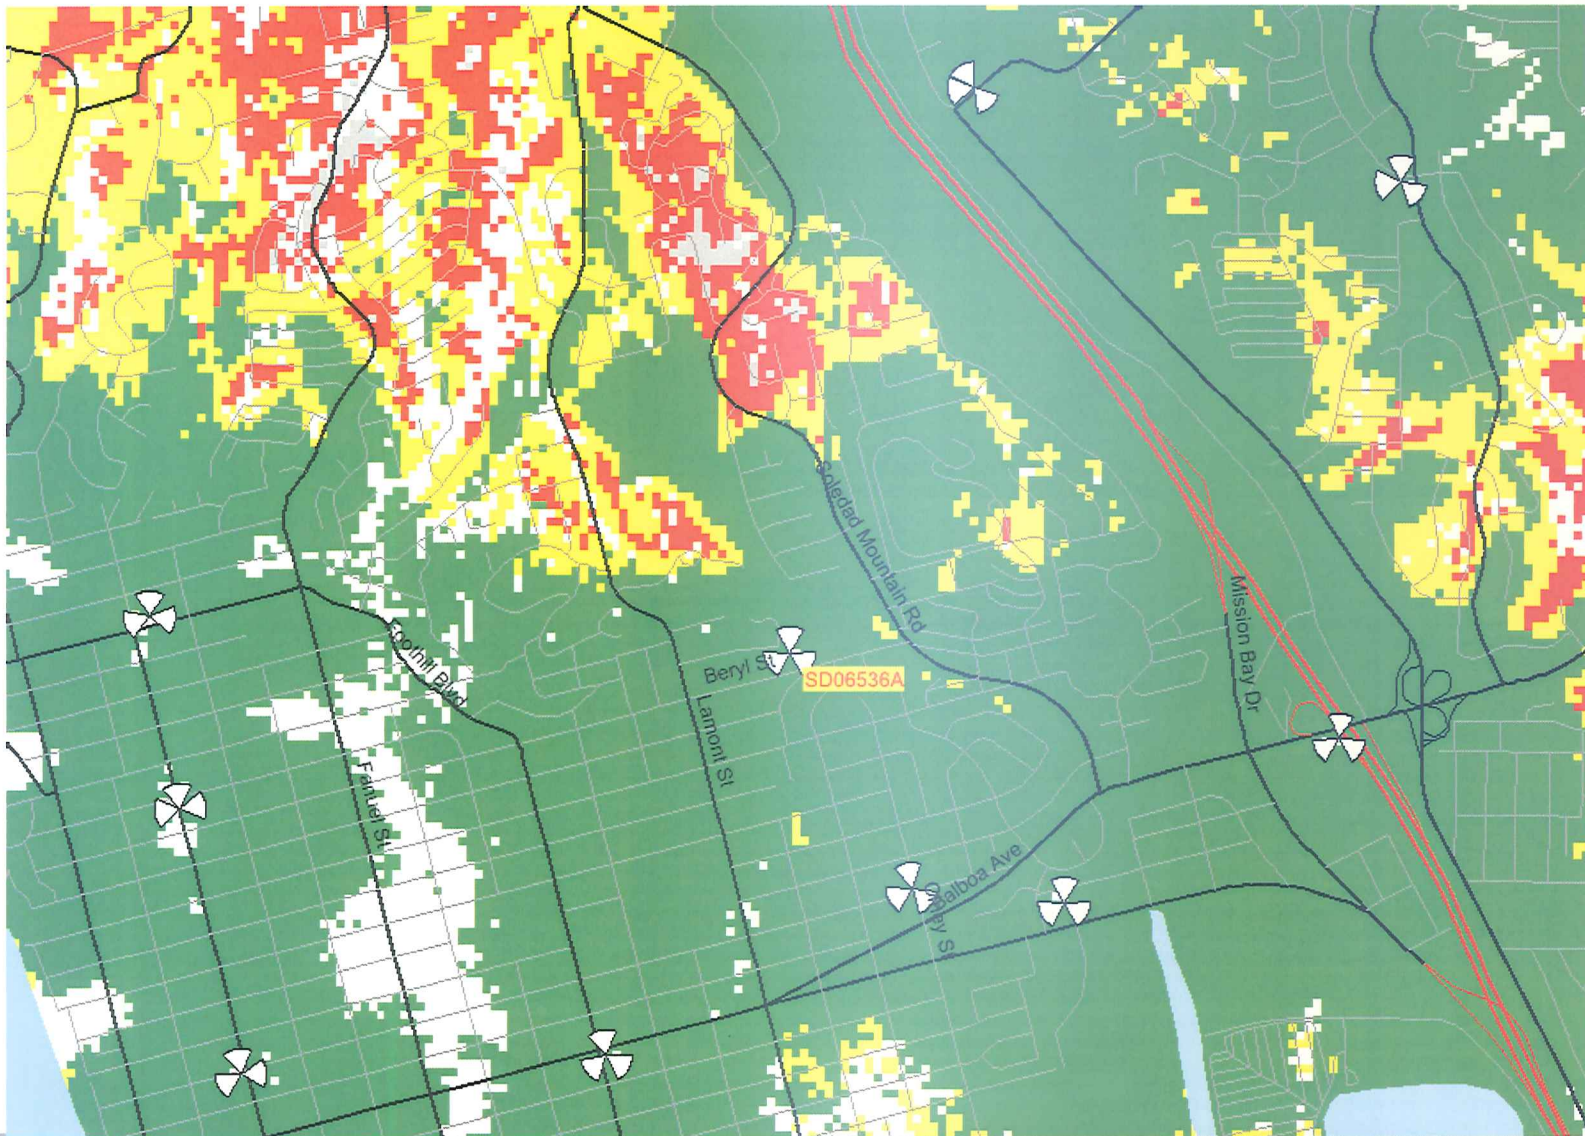 Soledad Mountain Rd
Mission Bay Dr
Foothill Blvd
Beryl St
SD06536A
Lamont St
Fanuel St
Balboa Ave